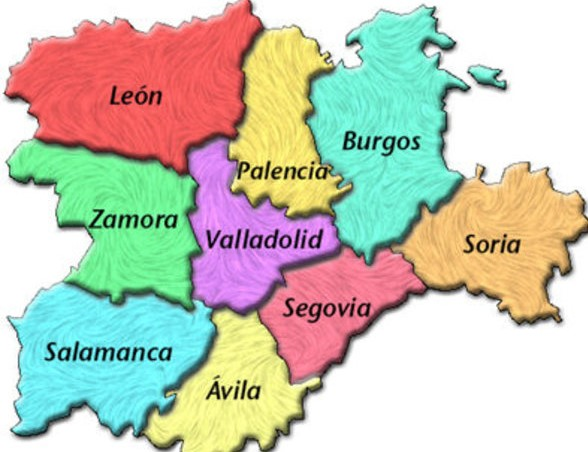 León
Burgos
Palencia
Zamora
Valladolid
Soria
Segovia
Salamanca
Ávila